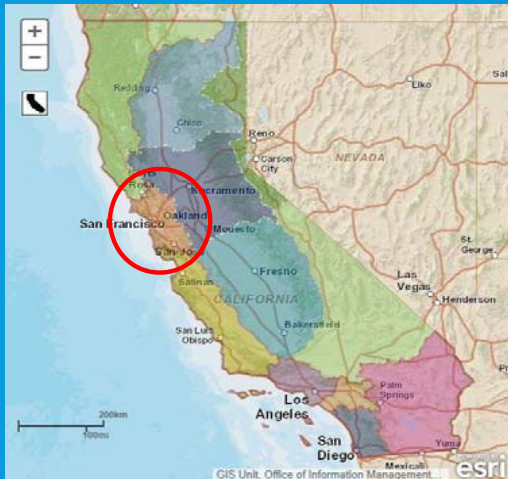 +
−
Redding
Elko
Chico
Reno
Carson
City
NEVADA
Rosa
Sacramento
San Francisco
Oakland
Modesto
San Jo
St.
George
Salinas
Fresno
CALIFORNIA
Las
Vegas
Henderson
San Luis
Obispo
Bakersfield
Los
Angeles
Palm
Springs
200km
100mi
San
Diego
Yuma
Mexicali
GIS Unit, Office of Information Management
esri